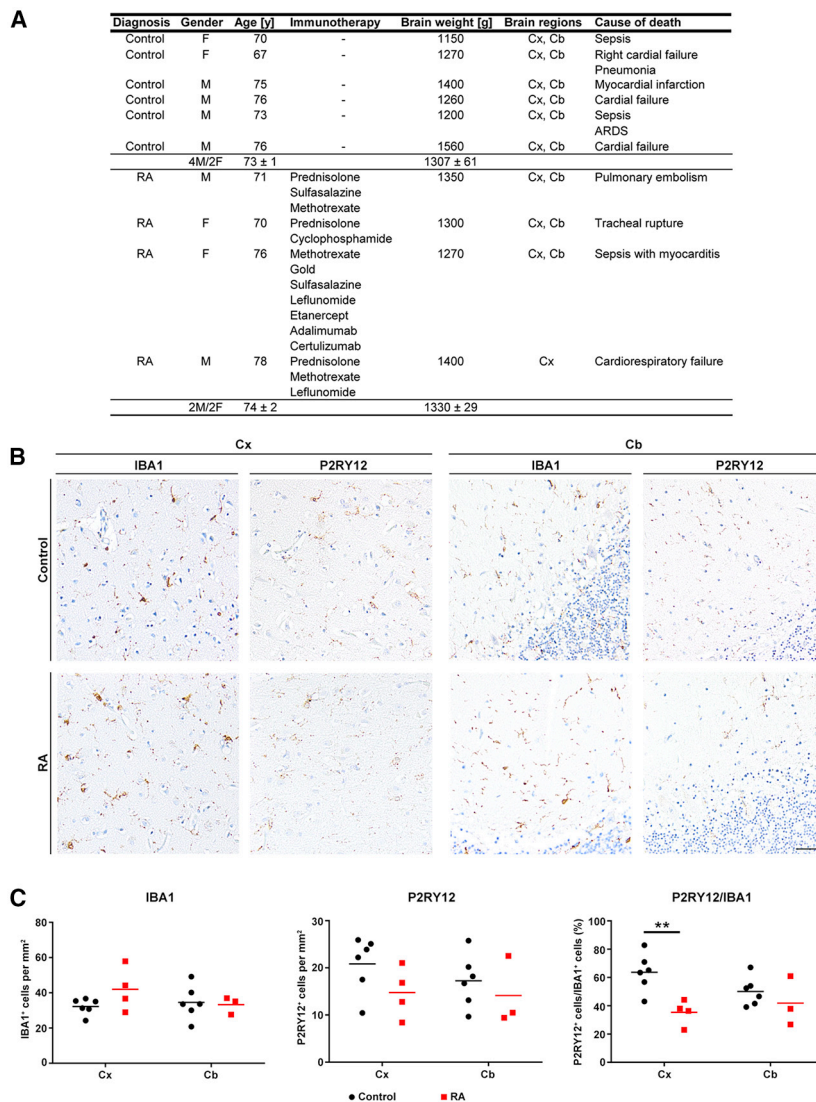 A
Diagnosis Gender Age [y] Immunotherapy Brain weight [g] Brain regions Cause of death
Control F 70 - 1150 Cx, Cb Sepsis
Control F 67 - 1270 Cx, Cb Right cardial failure
Pneumonia
Control M 75 - 1400 Cx, Cb Myocardial infarction
Control M 76 - 1260 Cx, Cb Cardial failure
Control M 73 - 1200 Cx, Cb Sepsis
ARDS
Control M 76 - 1560 Cx, Cb Cardial failure
4M/2F 73 ± 1 1307 ± 61
RA M 71 Prednisolone 1350 Cx, Cb Pulmonary embolism
Sulfasalazine
Methotrexate
RA F 70 Prednisolone 1300 Cx, Cb Tracheal rupture
Cyclophosphamide
RA F 76 Methotrexate 1270 Cx, Cb Sepsis with myocarditis
Gold
Sulfasalazine
Leflunomide
Etanercept
Adalimumab
Certulizumab
RA M 78 Prednisolone 1400 Cx Cardiorespiratory failure
Methotrexate
Leflunomide
2M/2F 74 ± 2 1330 ± 29
B
Cx Cb
IBA1 P2RY12 IBA1 P2RY12
Control
RA
C
IBA1
IBA1⁺ cells per mm²
80
60
40
20
0
Cx Cb
P2RY12
P2RY12⁺ cells per mm²
30
20
10
0
Cx Cb
P2RY12/IBA1
P2RY12⁺ cells/IBA1⁺ cells (%)
100
80
60
40
20
0
**
Cx Cb
Control RA